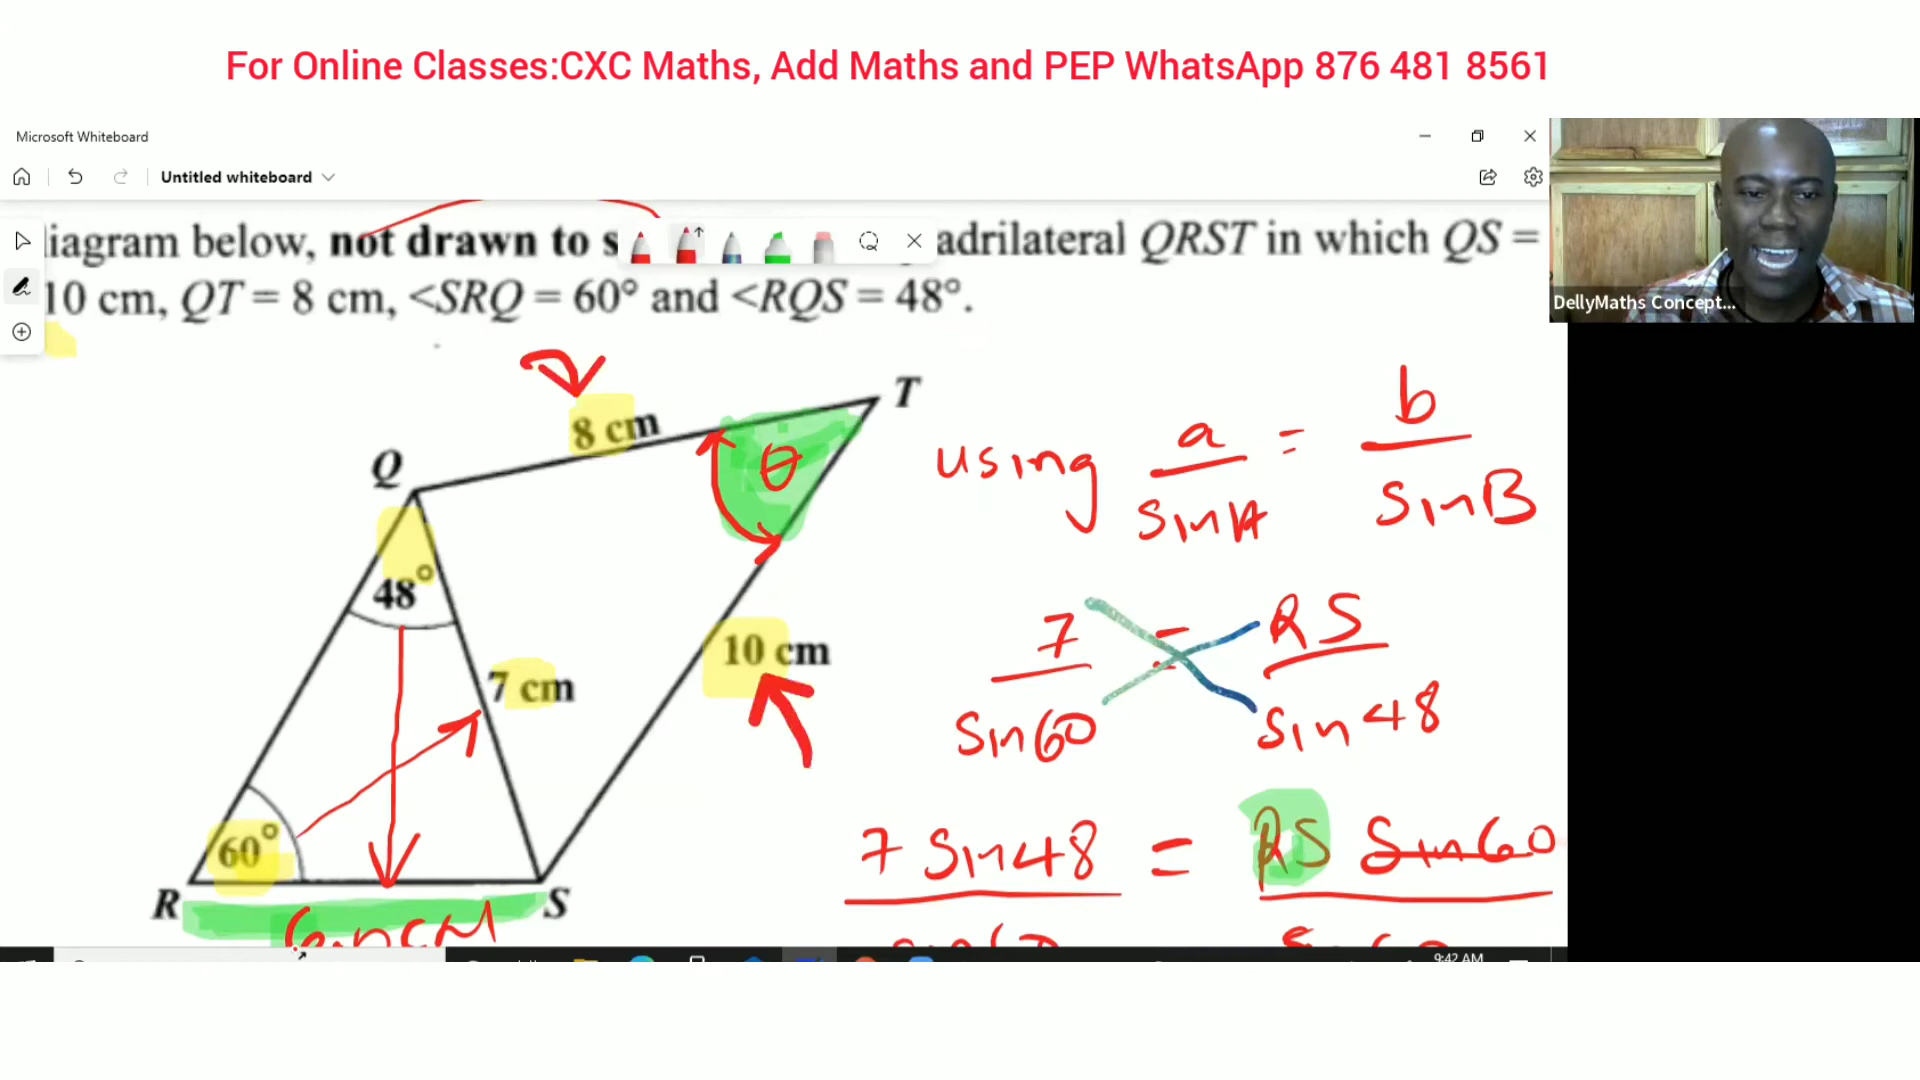 For Online Classes:CXC Maths, Add Maths and PEP WhatsApp 876 481 8561
Microsoft Whiteboard
Untitled whiteboard
iagram below, not drawn to s adrilateral QRST in which QS =
10 cm, QT = 8 cm, <SRQ = 60° and <RQS = 48°.
DellyMaths Concept...
T
8 cm
θ
Q
48°
7 cm
10 cm
60°
R
S
using a/sinA = b/sinB
7/sin60 = RS/sin48
7 sin48 = RS sin60
9:42 AM